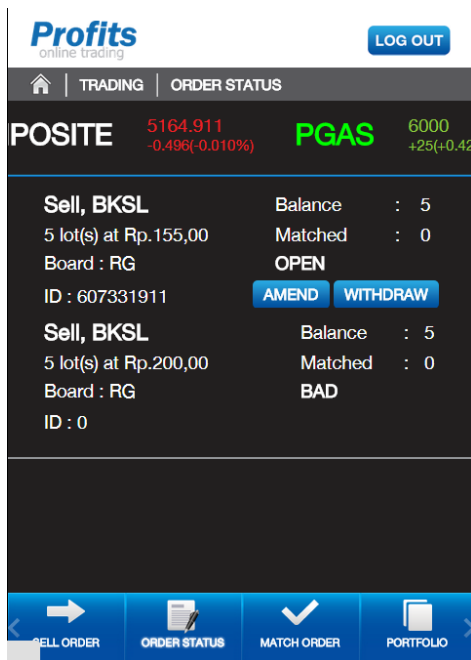 Profits
online trading
LOG OUT
TRADING ORDER STATUS
POSITE 5164.911 PGAS 6000
-0.496(-0.010%) +25(+0.42
Sell, BKSL Balance : 5
5 lot(s) at Rp.155,00 Matched : 0
Board : RG OPEN
ID : 607331911 AMEND WITHDRAW
Sell, BKSL Balance : 5
5 lot(s) at Rp.200,00 Matched : 0
Board : RG BAD
ID : 0
SELL ORDER ORDER STATUS MATCH ORDER PORTFOLIO